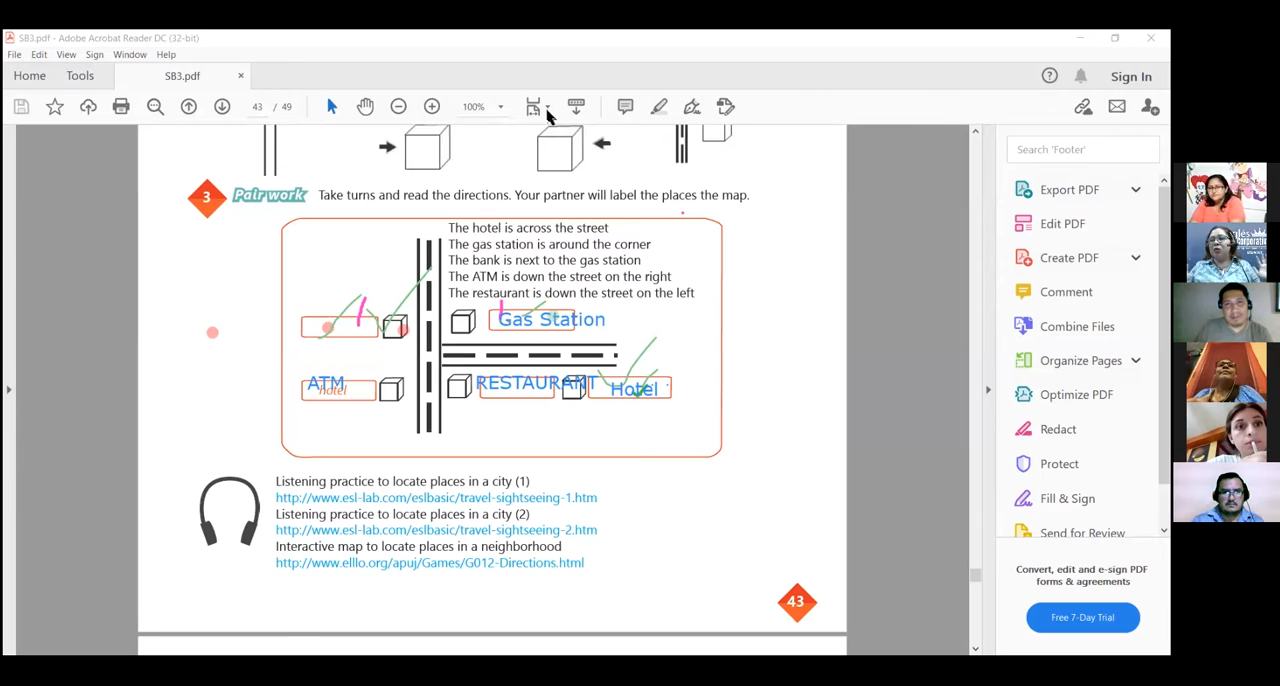 SB3.pdf - Adobe Acrobat Reader DC (32-bit)
File Edit View Sign Window Help
Home Tools SB3.pdf × Sign In
43 / 49 100%
Search 'Footer'
3 Pair work Take turns and read the directions. Your partner will label the places the map.
The hotel is across the street
The gas station is around the corner
The bank is next to the gas station
The ATM is down the street on the right
The restaurant is down the street on the left
Gas Station
ATM
hotel
RESTAURANT
Hotel
Listening practice to locate places in a city (1)
http://www.esl-lab.com/eslbasic/travel-sightseeing-1.htm
Listening practice to locate places in a city (2)
http://www.esl-lab.com/eslbasic/travel-sightseeing-2.htm
Interactive map to locate places in a neighborhood
http://www.elllo.org/apuj/Games/G012-Directions.html
43
Export PDF
Edit PDF
Create PDF
Comment
Combine Files
Organize Pages
Optimize PDF
Redact
Protect
Fill & Sign
Send for Review
Convert, edit and e-sign PDF
forms & agreements
Free 7-Day Trial